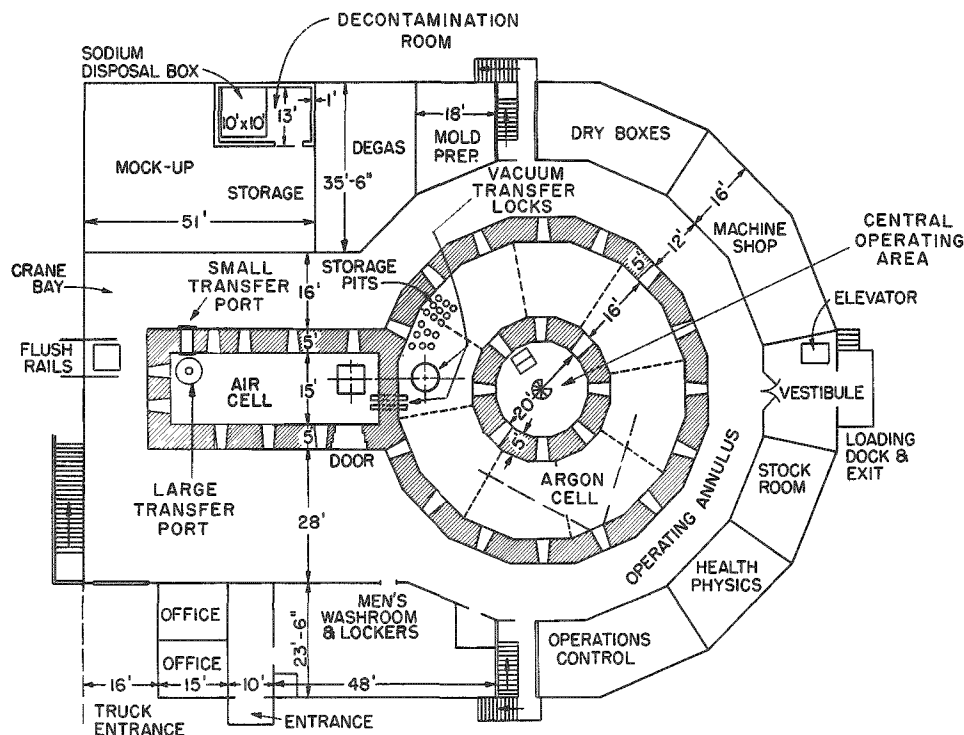 DECONTAMINATION
ROOM
SODIUM
DISPOSAL BOX
1'
13'
10'x10'
18'
DRY BOXES
MOLD
PREP.
DEGAS
MOCK-UP
STORAGE
35'-6"
51'
VACUUM
TRANSFER
LOCKS
16'
12'
MACHINE
SHOP
CENTRAL
OPERATING
AREA
5'
16'
CRANE
BAY
SMALL
TRANSFER
PORT
16'
STORAGE
PITS
ELEVATOR
FLUSH
RAILS
5'
AIR
CELL
15'
5'
20'
5'
VESTIBULE
LOADING
DOCK &
EXIT
DOOR
LARGE
TRANSFER
PORT
28'
ARGON
CELL
OPERATING ANNULUS
STOCK
ROOM
HEALTH
PHYSICS
MEN'S
WASHROOM
& LOCKERS
OFFICE
OFFICE
23'-6"
OPERATIONS
CONTROL
16'
15'
10'
48'
TRUCK
ENTRANCE
ENTRANCE